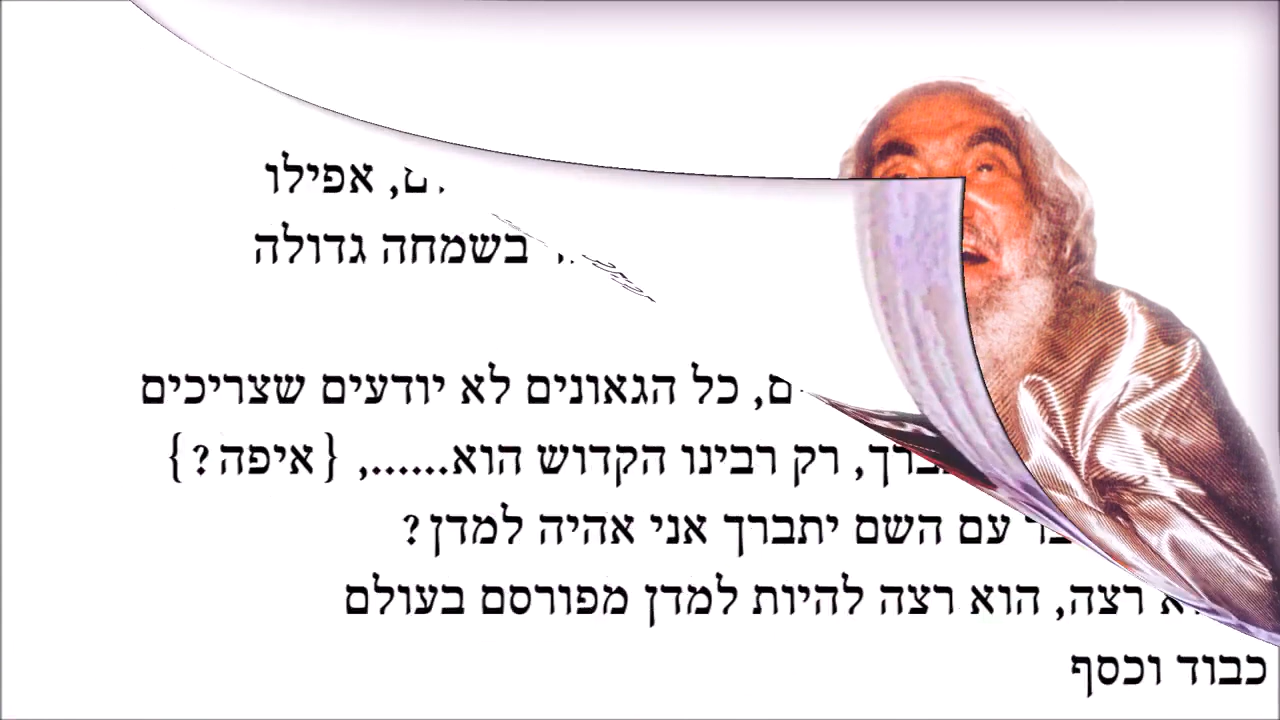 אפילו
בשמחה גדולה
כל הגאונים לא יודעים שצריכים
רק רבינו הקדוש הוא......, {איפה?}
עם השם יתברך אני אהיה למדן?
רצה, הוא רצה להיות למדן מפורסם בעולם
כבוד וכסף